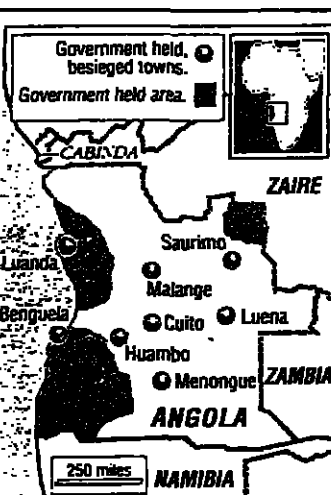 Government held,
besieged towns.
Government held area.
CABINDA
ZAIRE
Saurimo
Luanda
Malange
Benguela
Cuito
Luena
Huambo
Menongue
ZAMBIA
ANGOLA
250 miles
NAMIBIA